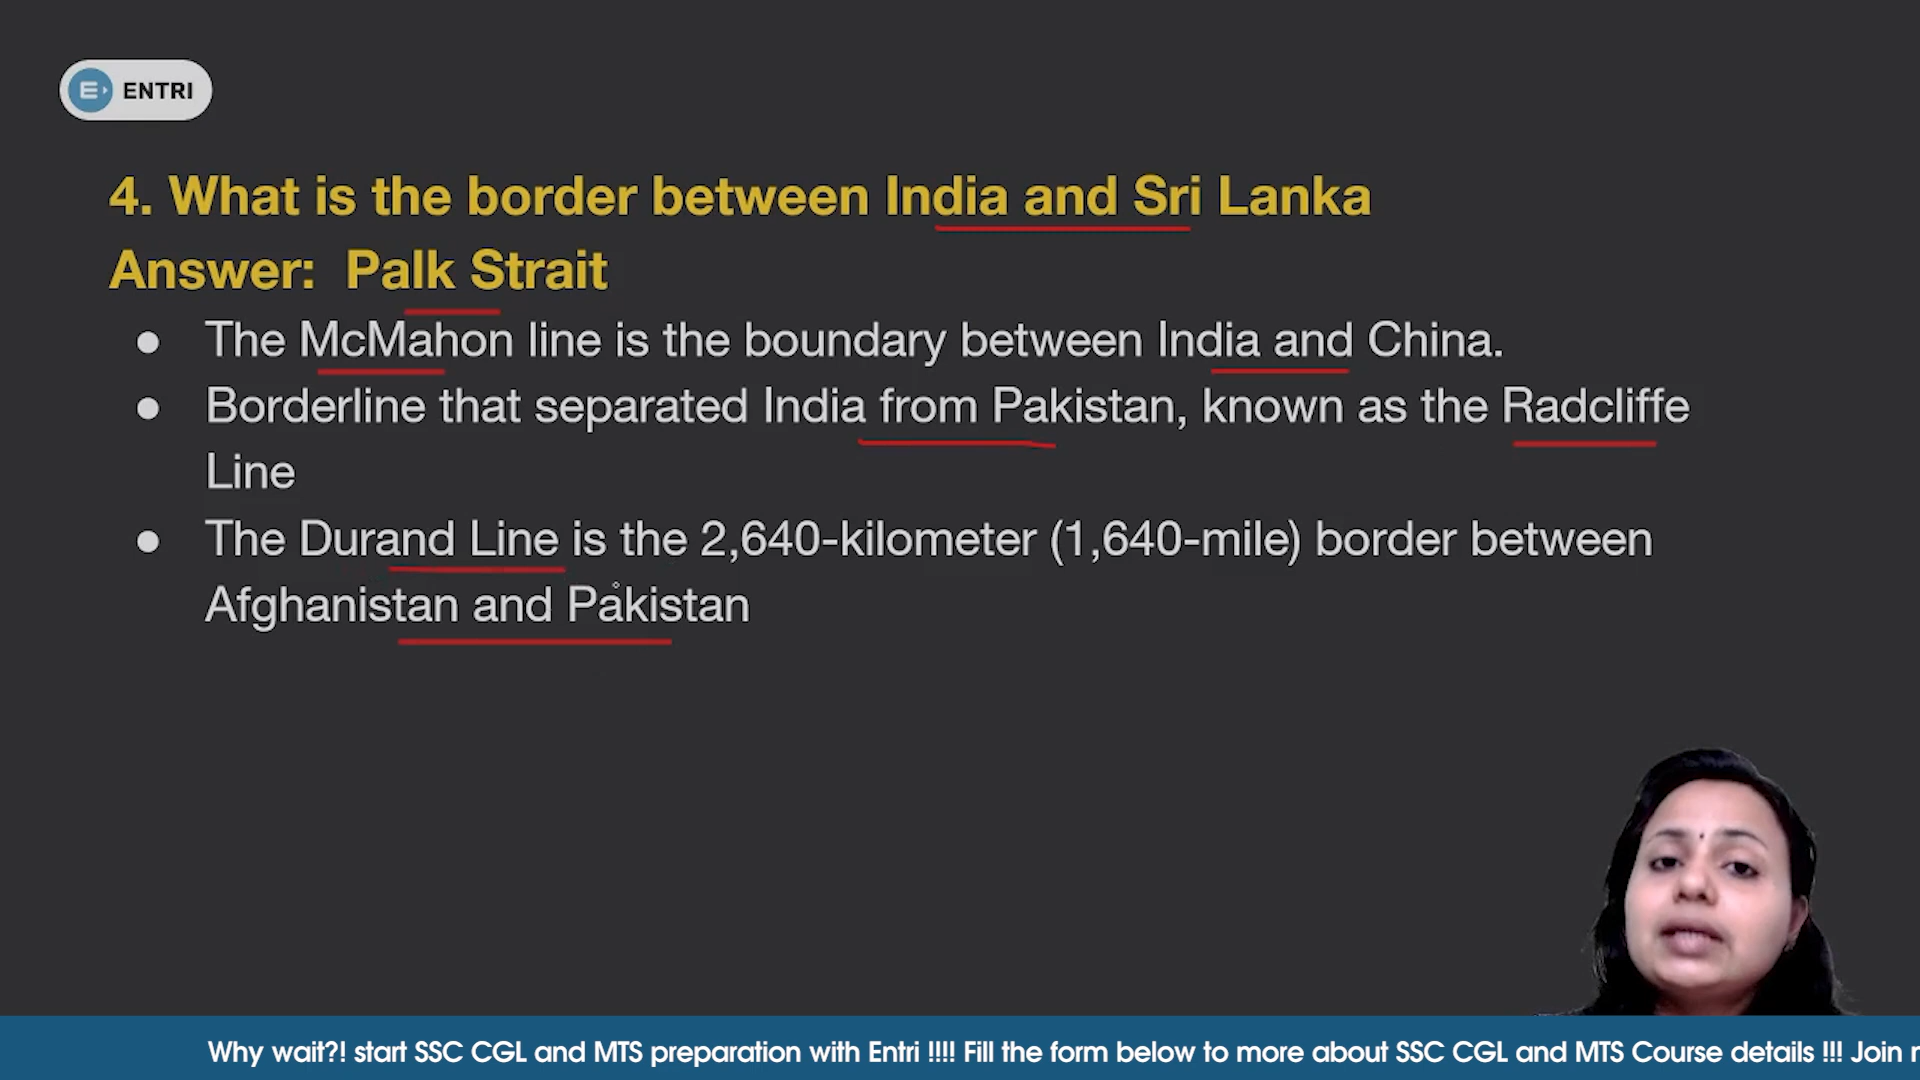 ENTRI
4. What is the border between India and Sri Lanka
Answer: Palk Strait
● The McMahon line is the boundary between India and China.
● Borderline that separated India from Pakistan, known as the Radcliffe
Line
● The Durand Line is the 2,640-kilometer (1,640-mile) border between
Afghanistan and Pakistan
Why wait?! start SSC CGL and MTS preparation with Entri !!!! Fill the form below to more about SSC CGL and MTS Course details !!! Join